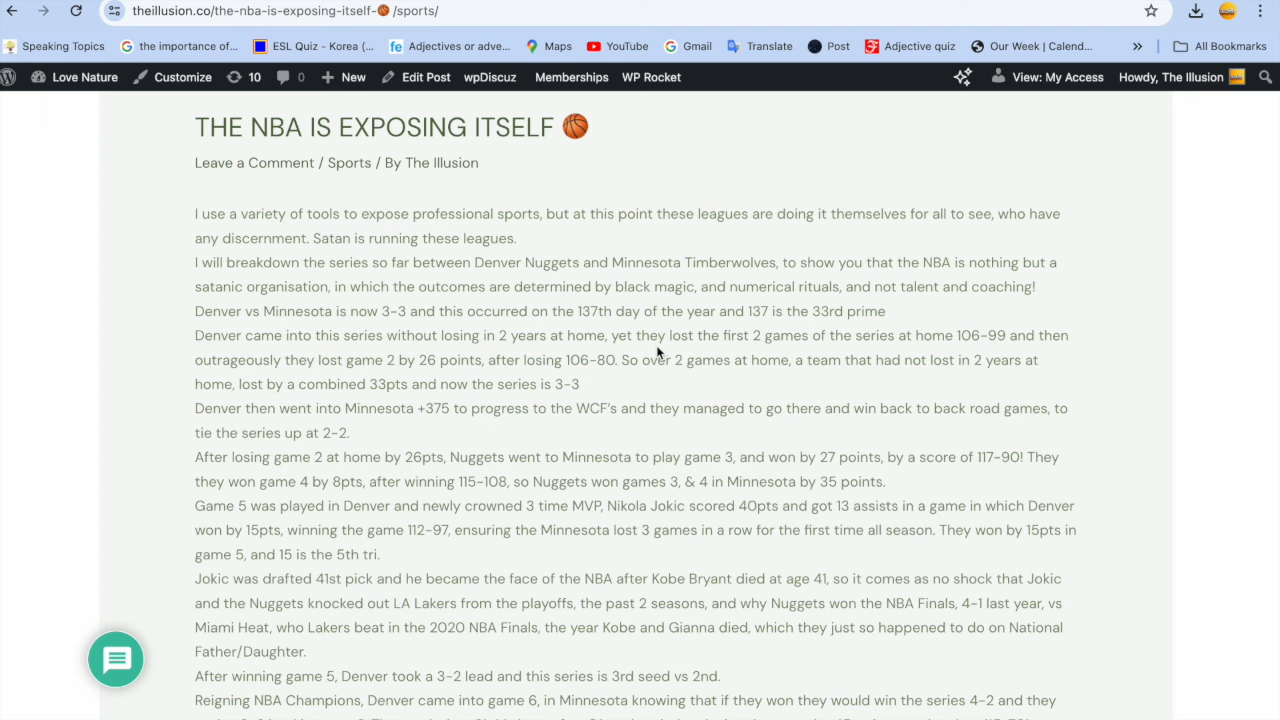 theillusion.co/the-nba-is-exposing-itself-🏀/sports/
Speaking Topics the importance of... ESL Quiz - Korea (... Adjectives or adve... Maps YouTube Gmail Translate Post Adjective quiz Our Week | Calend... » All Bookmarks
Love Nature Customize 10 0 New Edit Post wpDiscuz Memberships WP Rocket View: My Access Howdy, The Illusion
THE NBA IS EXPOSING ITSELF 🏀
Leave a Comment / Sports / By The Illusion
I use a variety of tools to expose professional sports, but at this point these leagues are doing it themselves for all to see, who have
any discernment. Satan is running these leagues.
I will breakdown the series so far between Denver Nuggets and Minnesota Timberwolves, to show you that the NBA is nothing but a
satanic organisation, in which the outcomes are determined by black magic, and numerical rituals, and not talent and coaching!
Denver vs Minnesota is now 3-3 and this occurred on the 137th day of the year and 137 is the 33rd prime
Denver came into this series without losing in 2 years at home, yet they lost the first 2 games of the series at home 106-99 and then
outrageously they lost game 2 by 26 points, after losing 106-80. So over 2 games at home, a team that had not lost in 2 years at
home, lost by a combined 33pts and now the series is 3-3
Denver then went into Minnesota +375 to progress to the WCF's and they managed to go there and win back to back road games, to
tie the series up at 2-2.
After losing game 2 at home by 26pts, Nuggets went to Minnesota to play game 3, and won by 27 points, by a score of 117-90! They
they won game 4 by 8pts, after winning 115-108, so Nuggets won games 3, & 4 in Minnesota by 35 points.
Game 5 was played in Denver and newly crowned 3 time MVP, Nikola Jokic scored 40pts and got 13 assists in a game in which Denver
won by 15pts, winning the game 112-97, ensuring the Minnesota lost 3 games in a row for the first time all season. They won by 15pts in
game 5, and 15 is the 5th tri.
Jokic was drafted 41st pick and he became the face of the NBA after Kobe Bryant died at age 41, so it comes as no shock that Jokic
and the Nuggets knocked out LA Lakers from the playoffs, the past 2 seasons, and why Nuggets won the NBA Finals, 4-1 last year, vs
Miami Heat, who Lakers beat in the 2020 NBA Finals, the year Kobe and Gianna died, which they just so happened to do on National
Father/Daughter.
After winning game 5, Denver took a 3-2 lead and this series is 3rd seed vs 2nd.
Reigning NBA Champions, Denver came into game 6, in Minnesota knowing that if they won they would win the series 4-2 and they